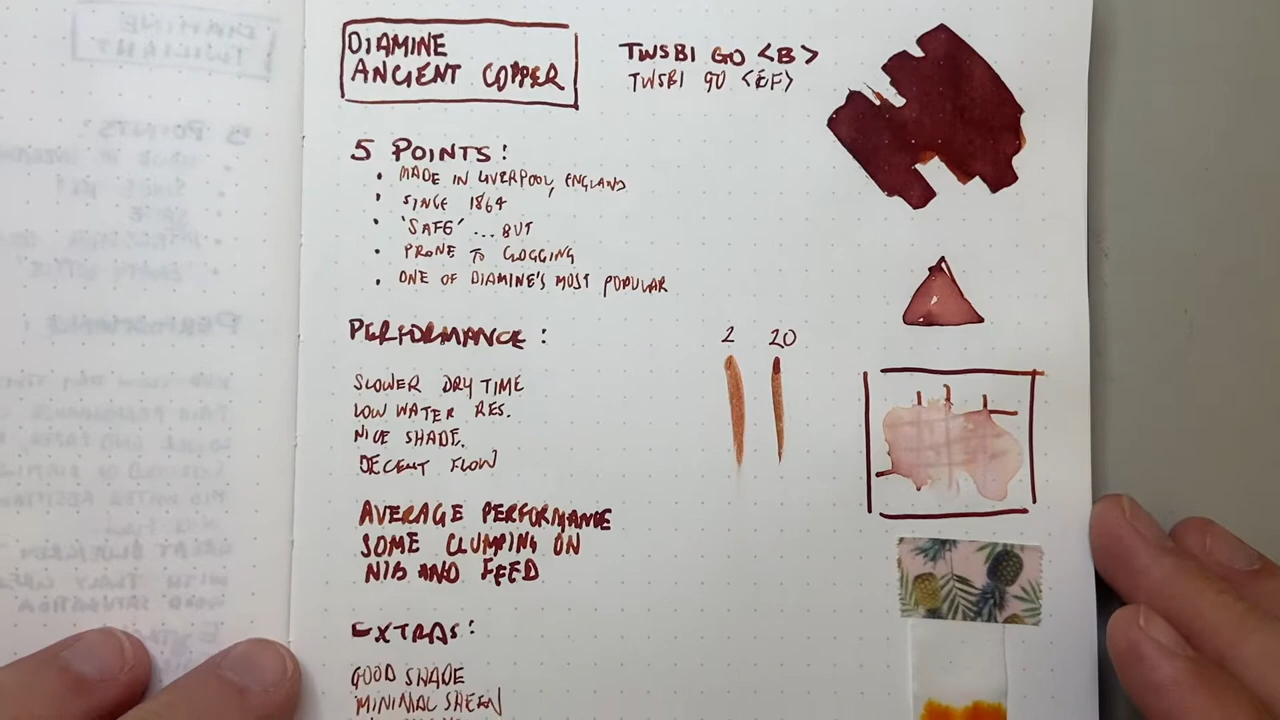 DIAMINE
ANCIENT COPPER
TWSBI GO <B>
TWSBI GO <EF>
5 POINTS:
• MADE IN LIVERPOOL, ENGLAND
• SINCE 1864
• 'SAFE' ... BUT
• PRONE TO CLOGGING
• ONE OF DIAMINE'S MOST POPULAR
PERFORMANCE:
2 20
SLOWER DRY TIME
LOW WATER RES.
NICE SHADE.
DECENT FLOW
AVERAGE PERFORMANCE
SOME CLUMPING ON
NIB AND FEED
EXTRAS:
GOOD SHADE
MINIMAL SHEEN